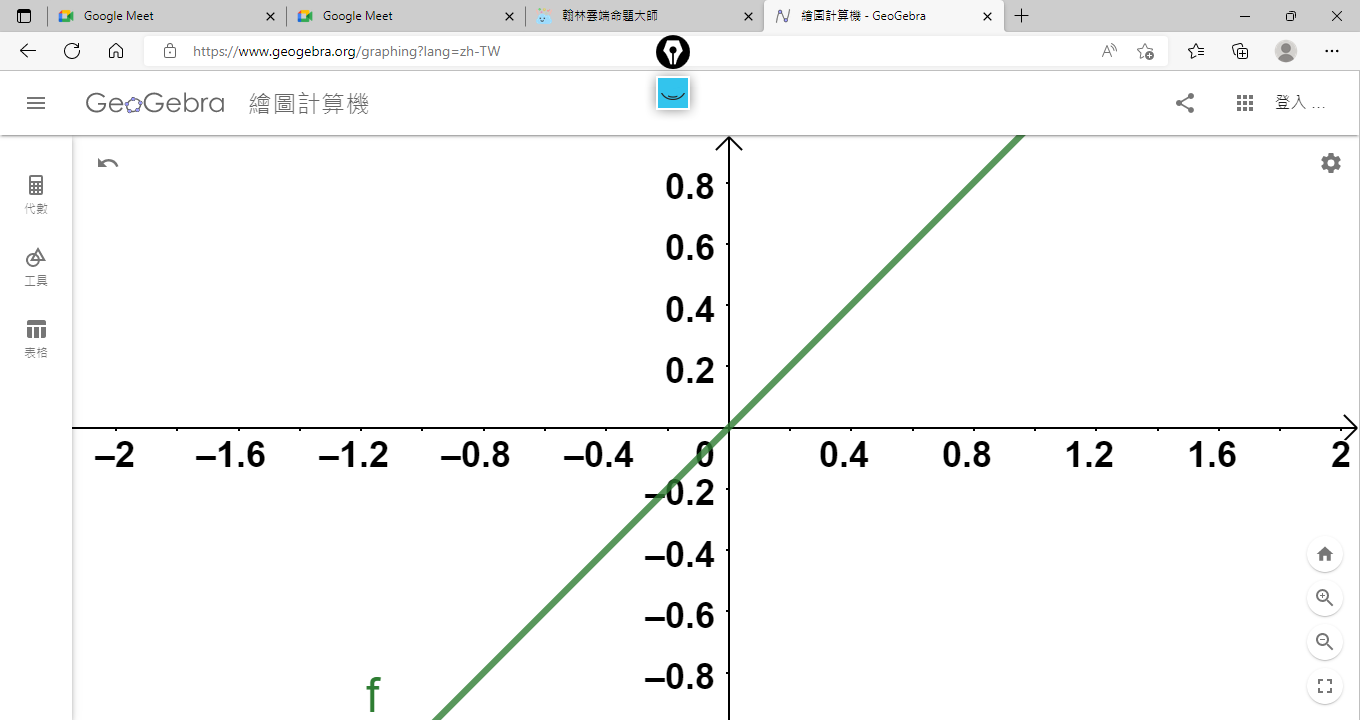 Google Meet
Google Meet
翰林雲端命題大師
繪圖計算機 - GeoGebra
https://www.geogebra.org/graphing?lang=zh-TW
GeoGebra 繪圖計算機
登入 ...
代數
工具
表格
0.8
0.6
0.4
0.2
–2 –1.6 –1.2 –0.8 –0.4 0 0.4 0.8 1.2 1.6 2
–0.2
–0.4
–0.6
–0.8
f